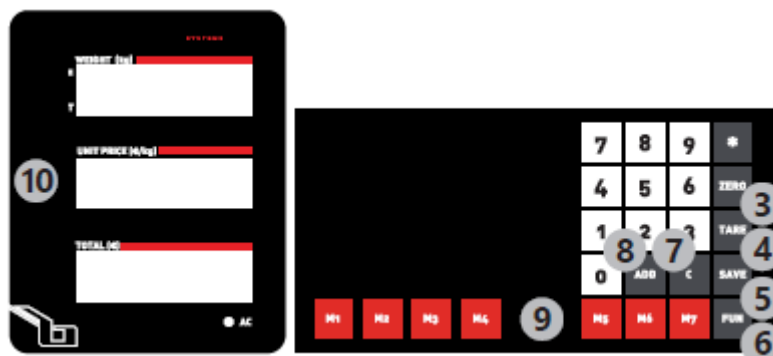 SYSTEMS
WEIGHT (kg)
T
UNIT PRICE (€/kg)
10
TOTAL (€)
AC
7 8 9 *
4 5 6 ZERO
3
1 2 3 TARE
8 7 4
0 ADD C SAVE
5
M1 M2 M3 M4 9 M5 M6 M7 FUN
6